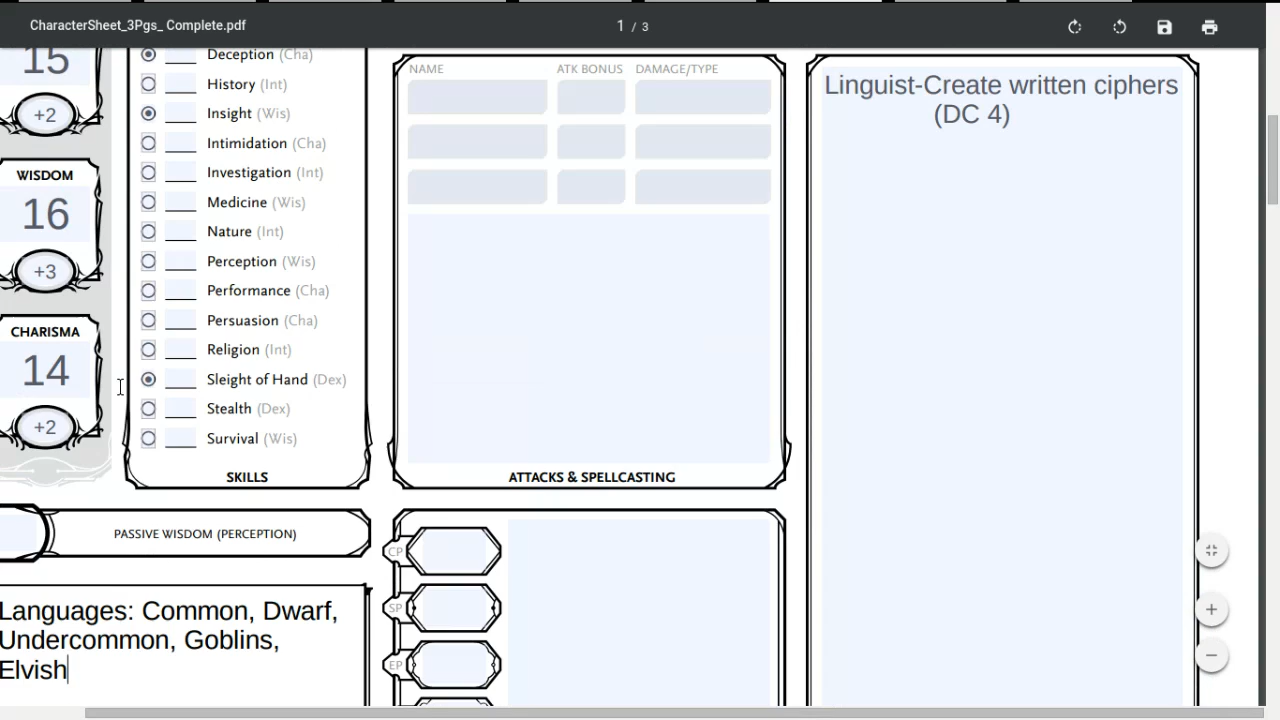 CharacterSheet_3Pgs_ Complete.pdf
1 / 3
15
+2
WISDOM
16
+3
CHARISMA
14
+2
Deception (Cha)
History (Int)
Insight (Wis)
Intimidation (Cha)
Investigation (Int)
Medicine (Wis)
Nature (Int)
Perception (Wis)
Performance (Cha)
Persuasion (Cha)
Religion (Int)
Sleight of Hand (Dex)
Stealth (Dex)
Survival (Wis)
SKILLS
PASSIVE WISDOM (PERCEPTION)
Languages: Common, Dwarf,
Undercommon, Goblins,
Elvish
NAME ATK BONUS DAMAGE/TYPE
ATTACKS & SPELLCASTING
CP
SP
EP
Linguist-Create written ciphers
(DC 4)